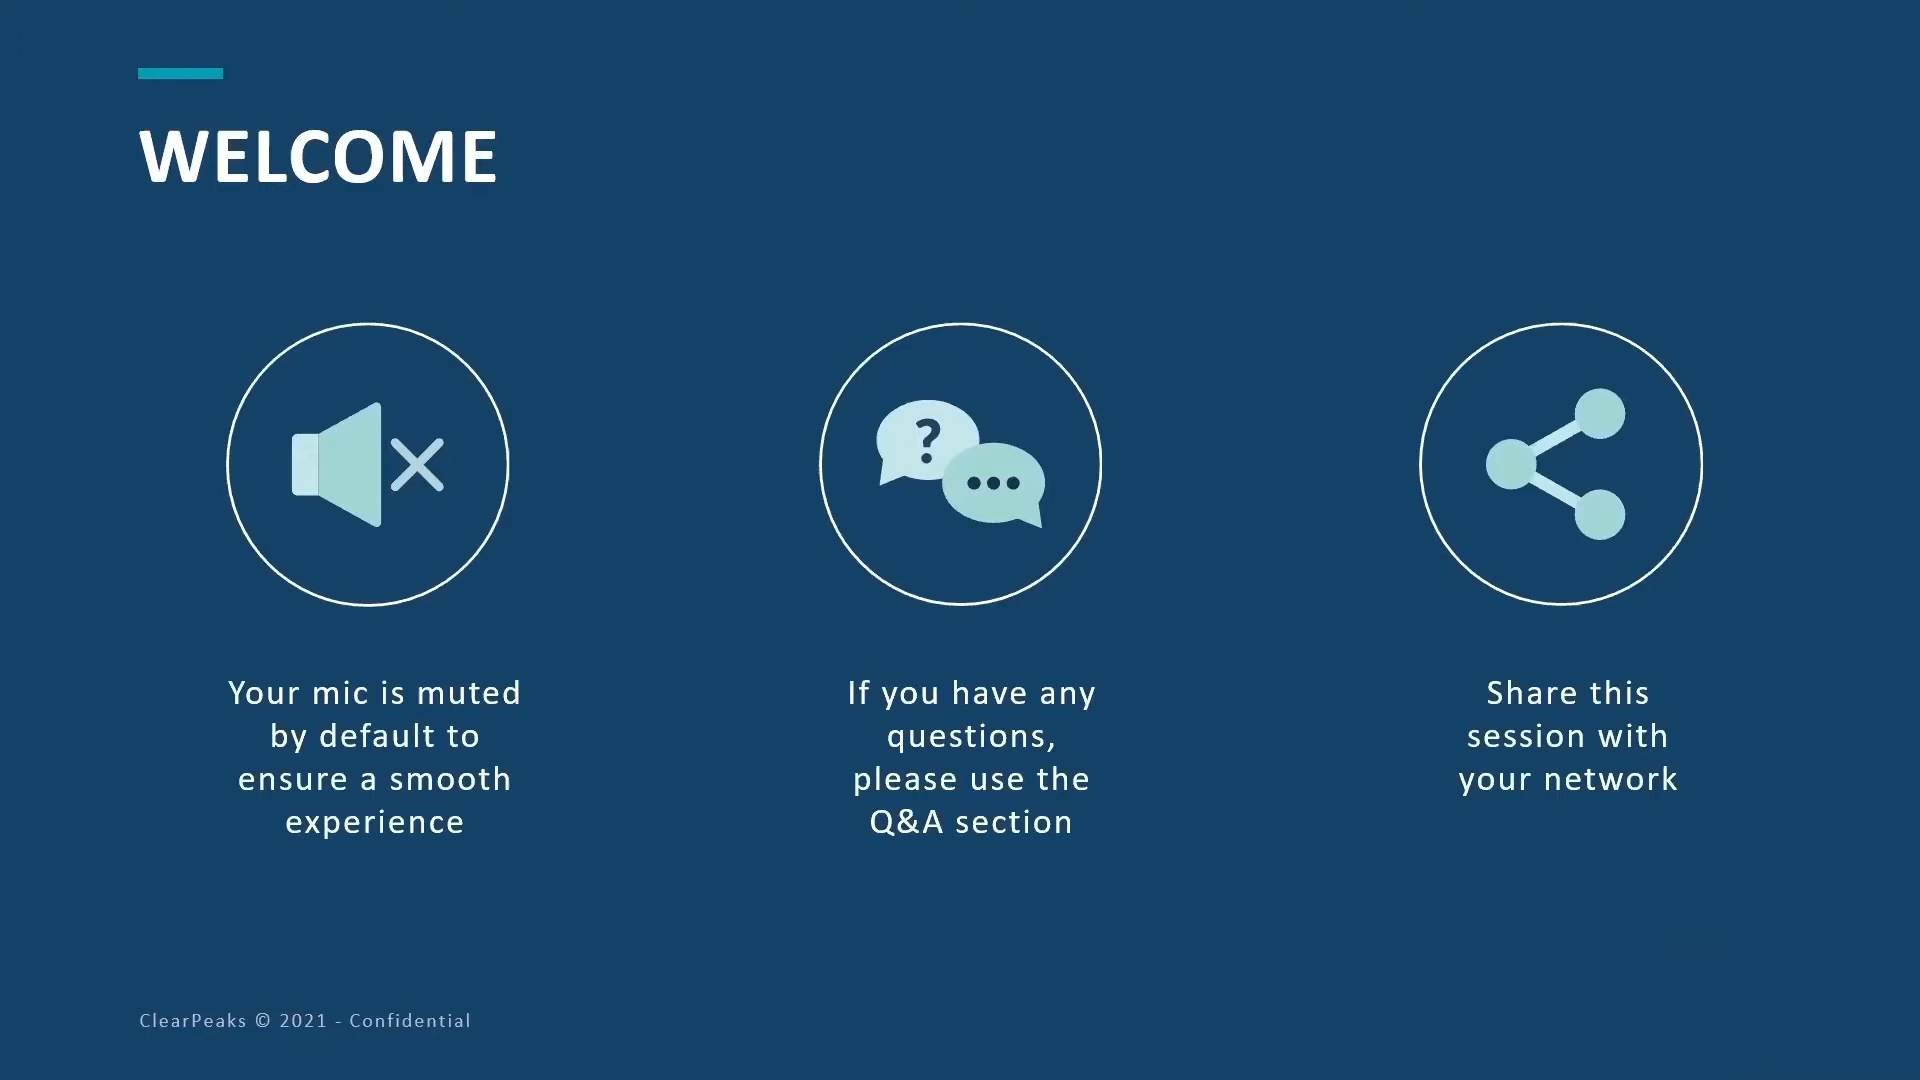 WELCOME
Your mic is muted
by default to
ensure a smooth
experience
If you have any
questions,
please use the
Q&A section
Share this
session with
your network
ClearPeaks © 2021 - Confidential